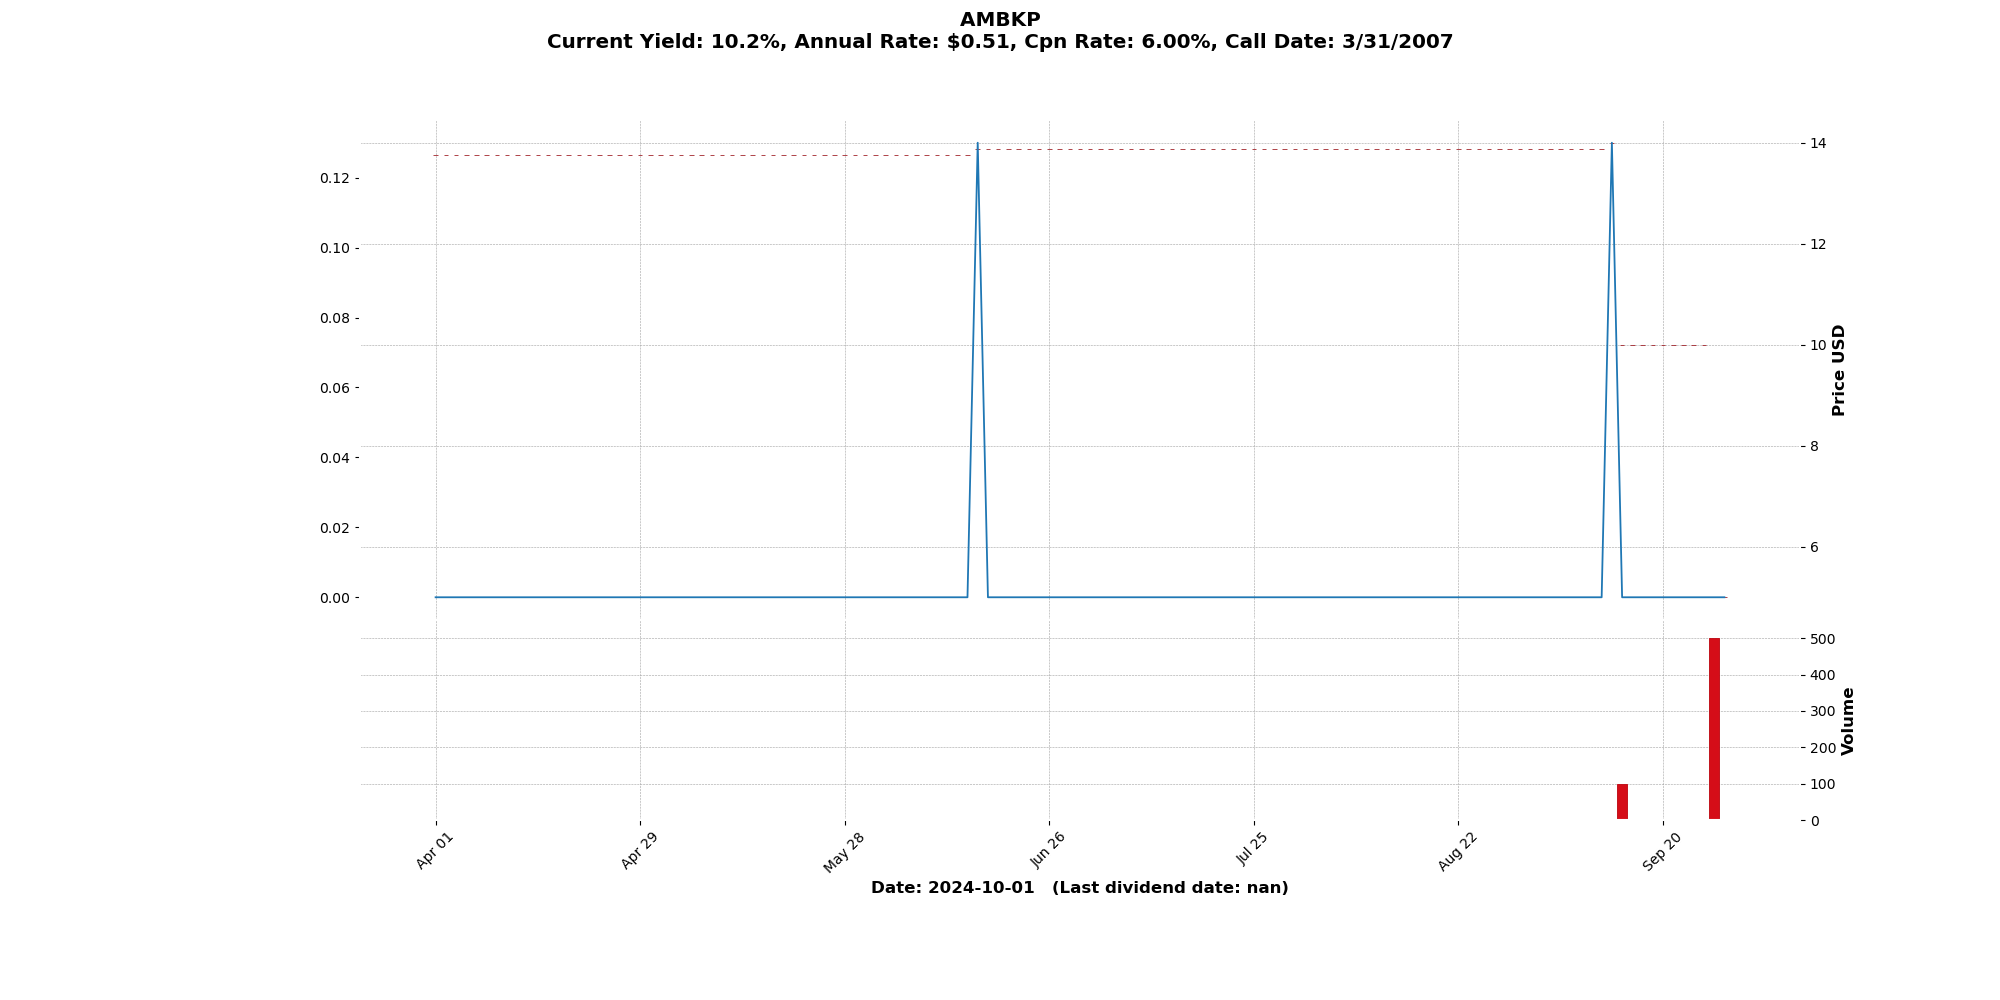 AMBKP
Current Yield: 10.2%, Annual Rate: $0.51, Cpn Rate: 6.00%, Call Date: 3/31/2007
0.12
0.10
0.08
0.06
0.04
0.02
0.00
14
12
10
8
6
Price USD
500
400
300
200
100
0
Volume
Apr 01
Apr 29
May 28
Jun 26
Jul 25
Aug 22
Sep 20
Date: 2024-10-01 (Last dividend date: nan)